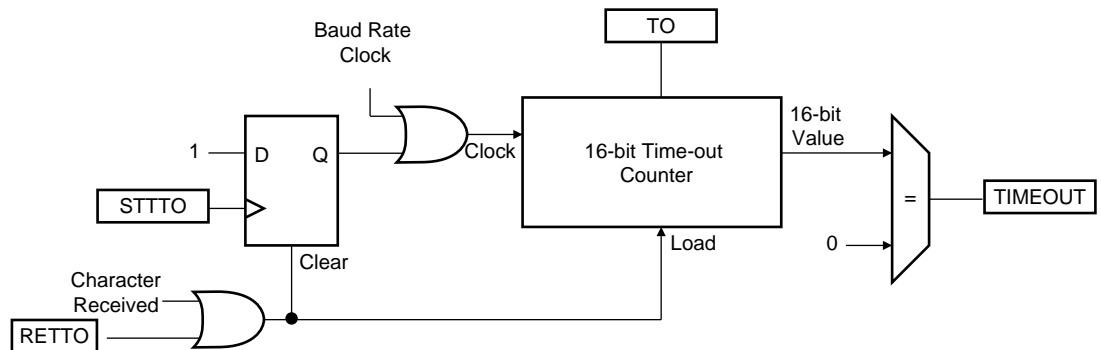 TO
Baud Rate
Clock
16-bit
Value
1
D
Q
Clock
16-bit Time-out
Counter
STTTO
=
TIMEOUT
Clear
Load
0
Character
Received
RETTO